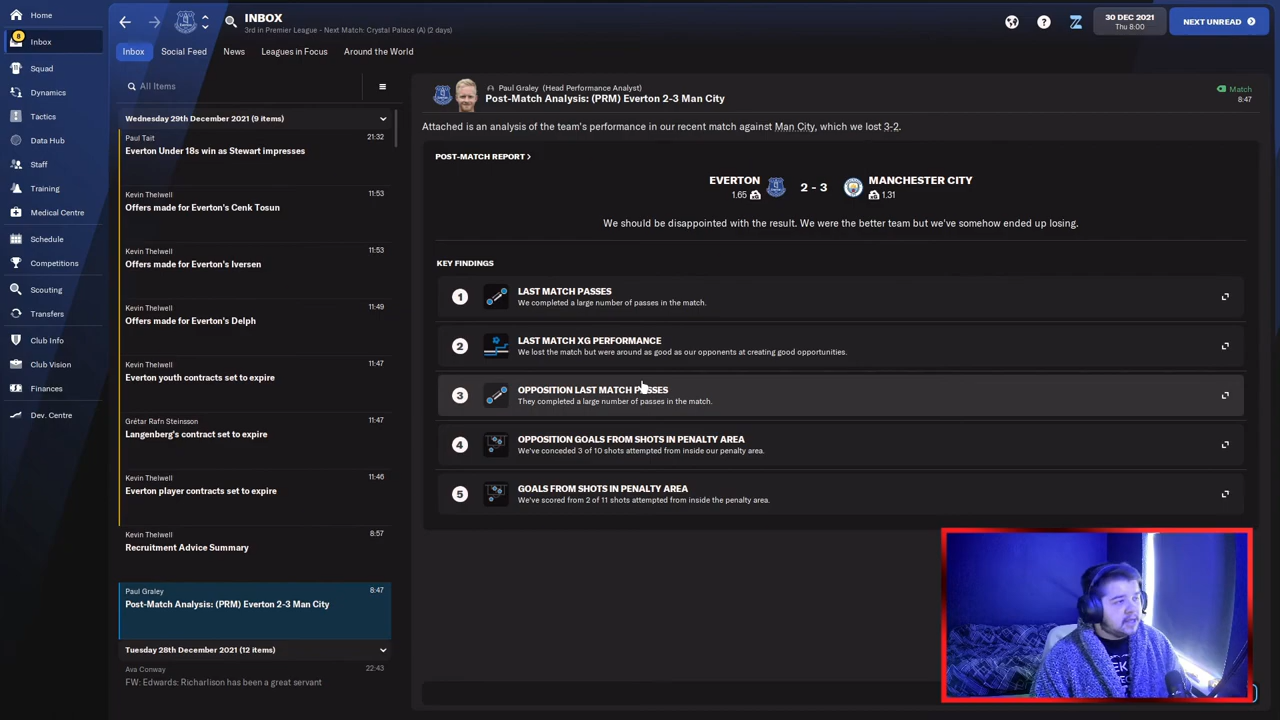 Home
8
Inbox
Squad
Dynamics
Tactics
Data Hub
Staff
Training
Medical Centre
Schedule
Competitions
Scouting
Transfers
Club Info
Club Vision
Finances
Dev. Centre
INBOX
3rd in Premier League - Next Match: Crystal Palace (A) (2 days)
30 DEC 2021
Thu 8:00
NEXT UNREAD
Inbox Social Feed News Leagues in Focus Around the World
All Items
Wednesday 29th December 2021 (9 items)
Paul Tait 21:32
Everton Under 18s win as Stewart impresses
Kevin Thelwell 11:53
Offers made for Everton's Cenk Tosun
Kevin Thelwell 11:53
Offers made for Everton's Iversen
Kevin Thelwell 11:49
Offers made for Everton's Delph
Kevin Thelwell 11:47
Everton youth contracts set to expire
Grétar Rafn Steinsson 11:47
Langenberg's contract set to expire
Kevin Thelwell 11:46
Everton player contracts set to expire
Kevin Thelwell 8:57
Recruitment Advice Summary
Paul Graley 8:47
Post-Match Analysis: (PRM) Everton 2-3 Man City
Tuesday 28th December 2021 (12 items)
Ava Conway 22:43
FW: Edwards: Richarlison has been a great servant
Paul Graley (Head Performance Analyst)
Post-Match Analysis: (PRM) Everton 2-3 Man City
Match
8:47
Attached is an analysis of the team's performance in our recent match against Man City, which we lost 3-2.
POST-MATCH REPORT >
EVERTON 2 - 3 MANCHESTER CITY
1.65 xG 1.31 xG
We should be disappointed with the result. We were the better team but we've somehow ended up losing.
KEY FINDINGS
1 LAST MATCH PASSES
We completed a large number of passes in the match.
2 LAST MATCH XG PERFORMANCE
We lost the match but were around as good as our opponents at creating good opportunities.
3 OPPOSITION LAST MATCH PASSES
They completed a large number of passes in the match.
4 OPPOSITION GOALS FROM SHOTS IN PENALTY AREA
We've conceded 3 of 10 shots attempted from inside our penalty area.
5 GOALS FROM SHOTS IN PENALTY AREA
We've scored from 2 of 11 shots attempted from inside the penalty area.